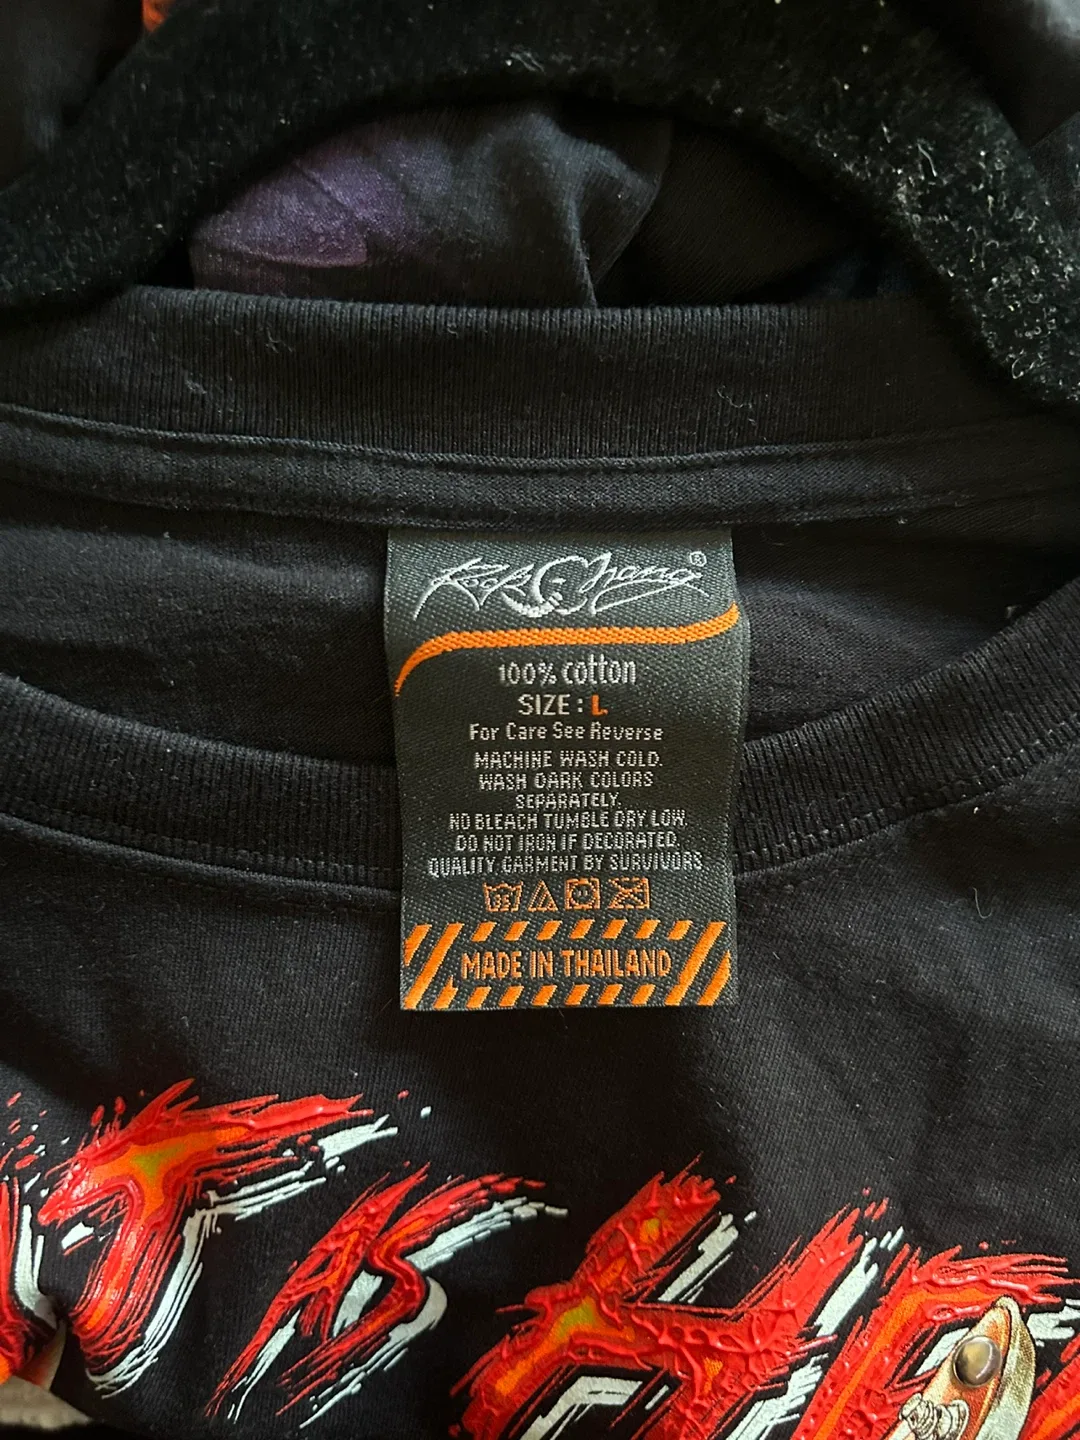 Rock Chang ®
100% cotton
SIZE : L
For Care See Reverse
MACHINE WASH COLD.
WASH DARK COLORS
SEPARATELY.
NO BLEACH TUMBLE DRY LOW.
DO NOT IRON IF DECORATED.
QUALITY GARMENT BY SURVIVORS
MADE IN THAILAND